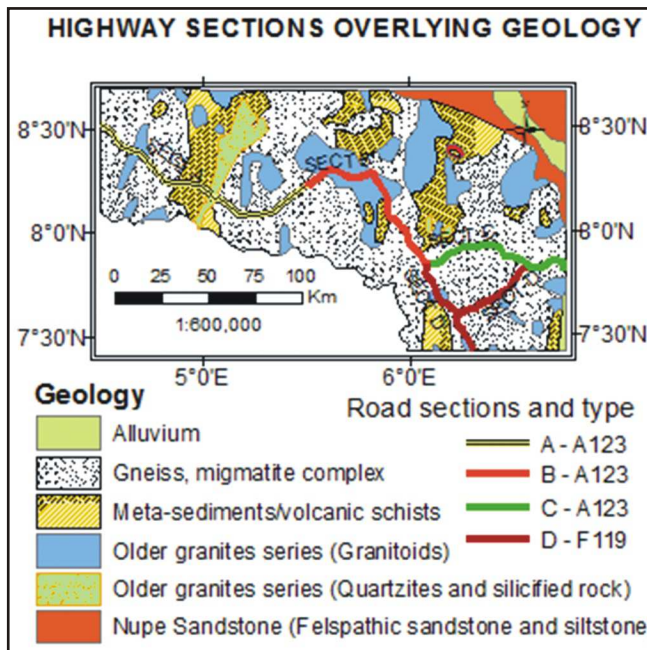 HIGHWAY SECTIONS OVERLYING GEOLOGY
8°30'N
8°30'N
SECT
8°0'N
8°0'N
0 25 50 75 100
Km
1:600,000
7°30'N
7°30'N
5°0'E 6°0'E
Geology
Alluvium
Gneiss, migmatite complex
Meta-sediments/volcanic schists
Older granites series (Granitoids)
Older granites series (Quartzites and silicified rock)
Nupe Sandstone (Felspathic sandstone and siltstone
Road sections and type
A - A123
B - A123
C - A123
D - F119